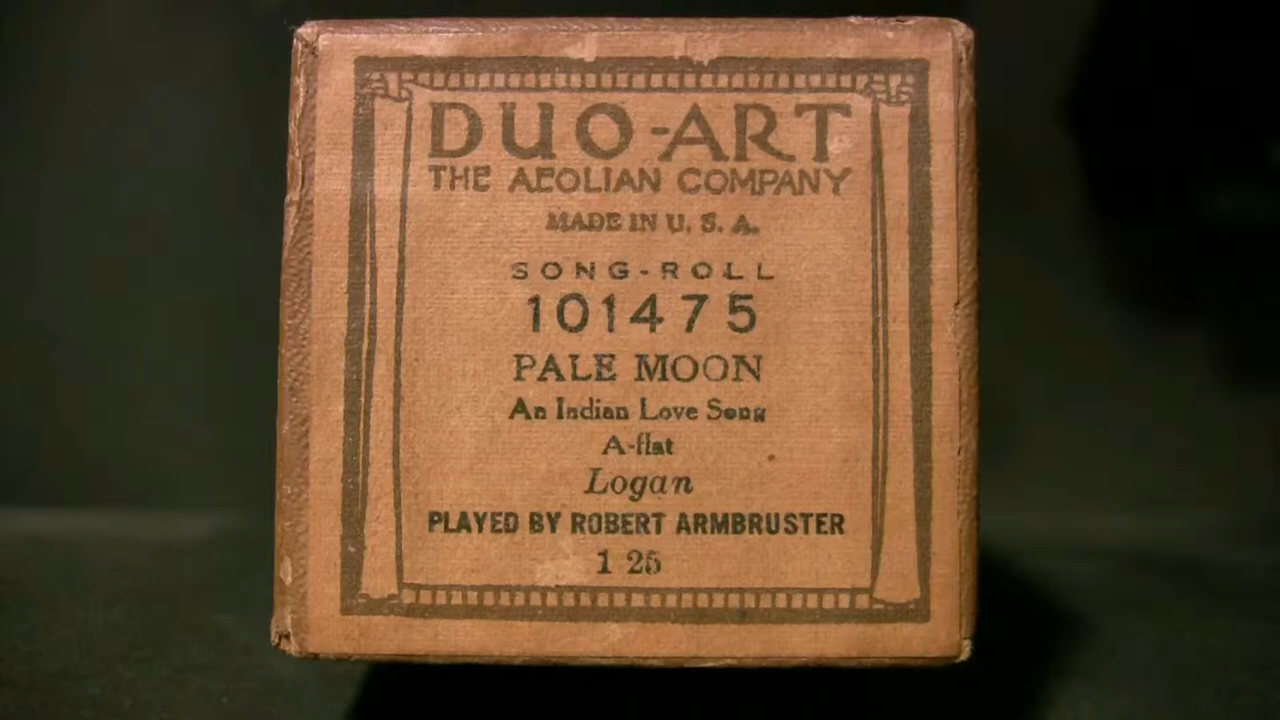 DUO-ART
THE AEOLIAN COMPANY
MADE IN U. S. A.
SONG-ROLL
101475
PALE MOON
An Indian Love Song
A-flat
Logan
PLAYED BY ROBERT ARMBRUSTER
1 25